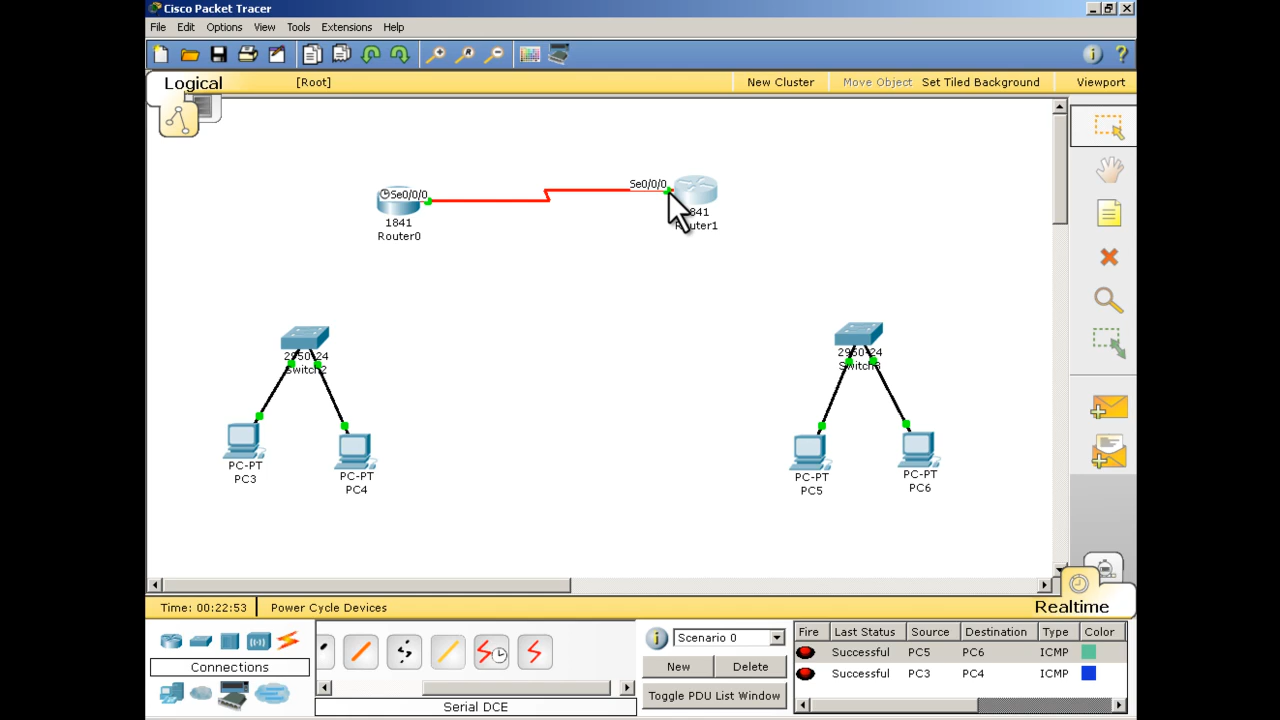 Cisco Packet Tracer
File Edit Options View Tools Extensions Help
Logical [Root] New Cluster Move Object Set Tiled Background Viewport
Se0/0/0 Se0/0/0
1841
Router0
1841
Router1
2950-24
Switch2
2950-24
Switch3
PC-PT
PC3
PC-PT
PC4
PC-PT
PC5
PC-PT
PC6
Time: 00:22:53 Power Cycle Devices Realtime
Connections
Serial DCE
Scenario 0
New Delete
Toggle PDU List Window
Fire Last Status Source Destination Type Color
Successful PC5 PC6 ICMP
Successful PC3 PC4 ICMP